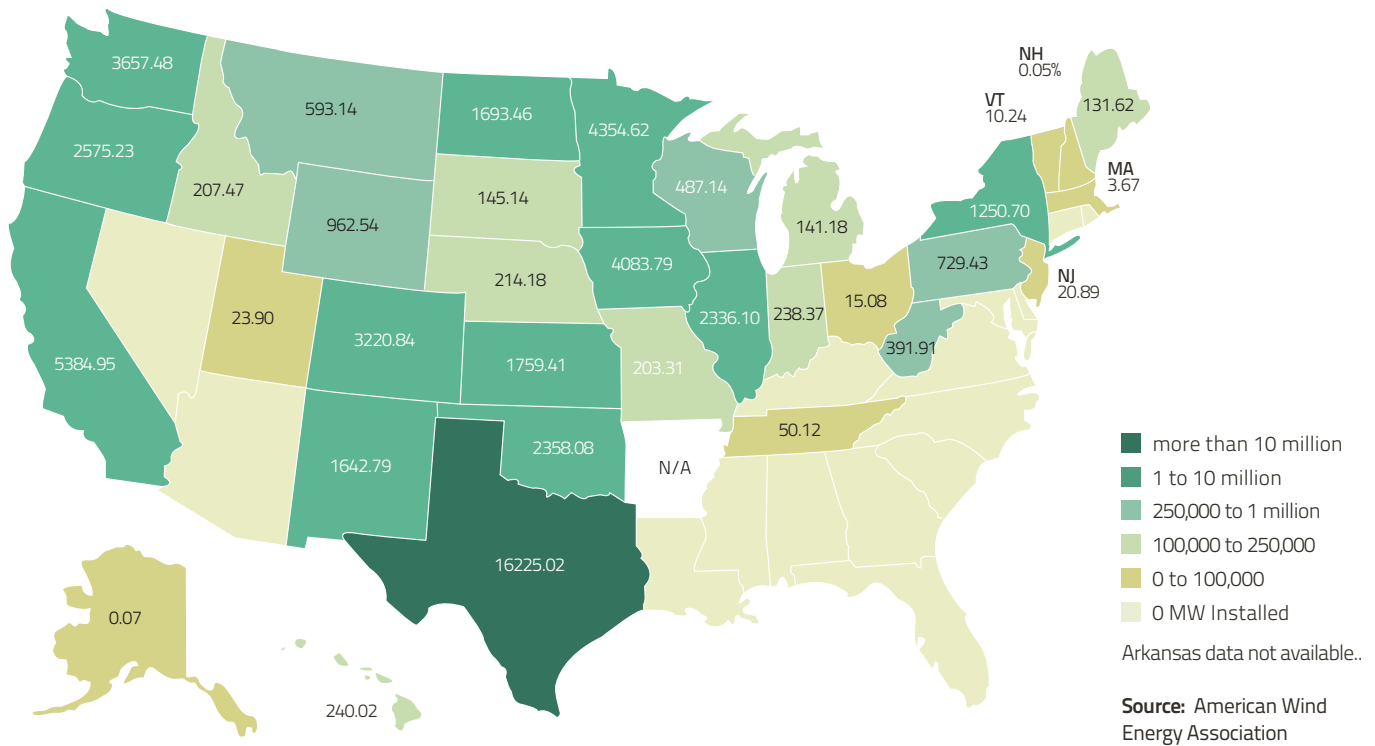 NH
0.05%
3657.48
VT
10.24
131.62
593.14
1693.46
4354.62
2575.23
MA
3.67
207.47
487.14
145.14
1250.70
962.54
141.18
4083.79
729.43
NJ
20.89
214.18
23.90
15.08
238.37
2336.10
3220.84
391.91
5384.95
1759.41
203.31
50.12
more than 10 million
2358.08
1642.79
N/A
1 to 10 million
250,000 to 1 million
100,000 to 250,000
16225.02
0 to 100,000
0.07
0 MW Installed
Arkansas data not available..
240.02
Source: American Wind
Energy Association